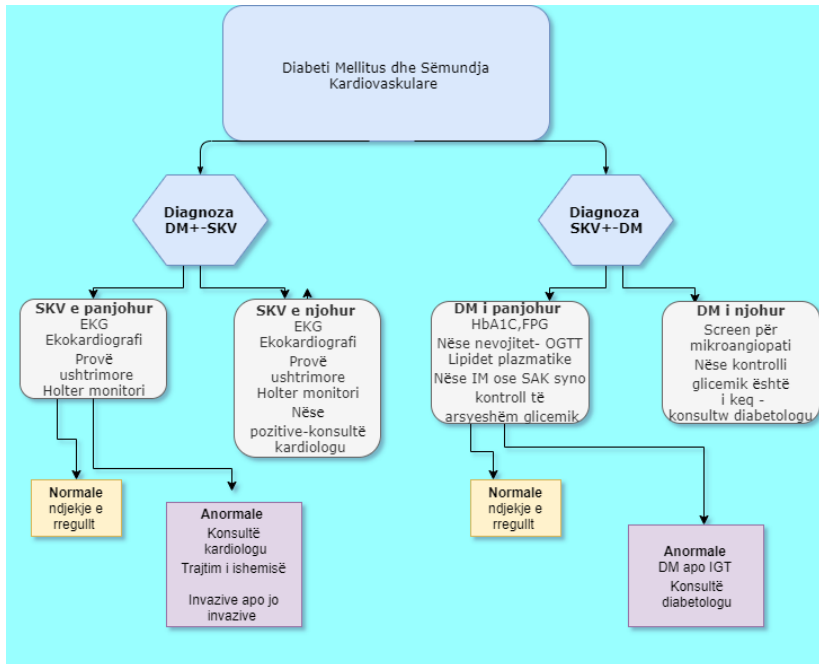 Diabeti Mellitus dhe Sëmundja
Kardiovaskulare
Diagnoza
DM+-SKV
Diagnoza
SKV+-DM
SKV e panjohur
EKG
Ekokardiografi
Provë
ushtrimore
Holter monitori
SKV e njohur
EKG
Ekokardiografi
Provë
ushtrimore
Holter monitori
Nëse
pozitive-konsultë
kardiologu
DM i panjohur
HbA1C,FPG
Nëse nevojitet- OGTT
Lipidet plazmatike
Nëse IM ose SAK syno
kontroll të
arsyeshëm glicemik
DM i njohur
Screen për
mikroangiopati
Nëse kontrolli
glicemik është
i keq -
konsultw diabetologu
Normale
ndjekje e
rregullt
Anormale
Konsultë
kardiologu
Trajtim i ishemisë
Invazive apo jo
invazive
Normale
ndjekje e
rregullt
Anormale
DM apo IGT
Konsultë
diabetologu